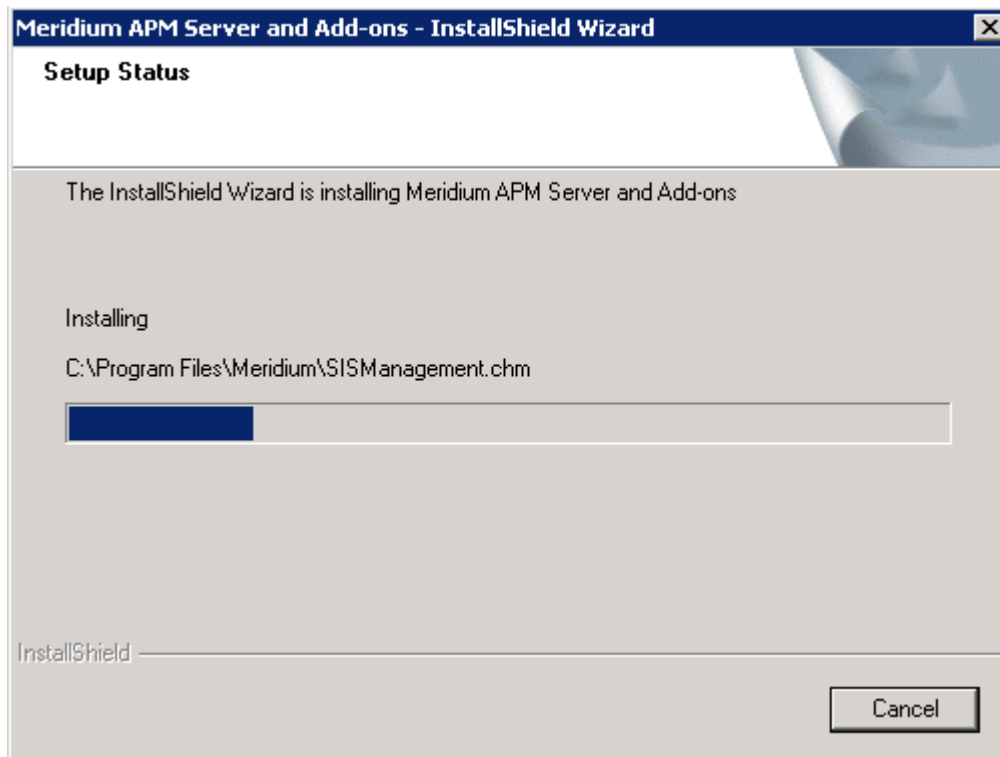 Meridium APM Server and Add-ons - InstallShield Wizard
Setup Status
The InstallShield Wizard is installing Meridium APM Server and Add-ons
Installing
C:\Program Files\Meridium\SISManagement.chm
InstallShield
Cancel